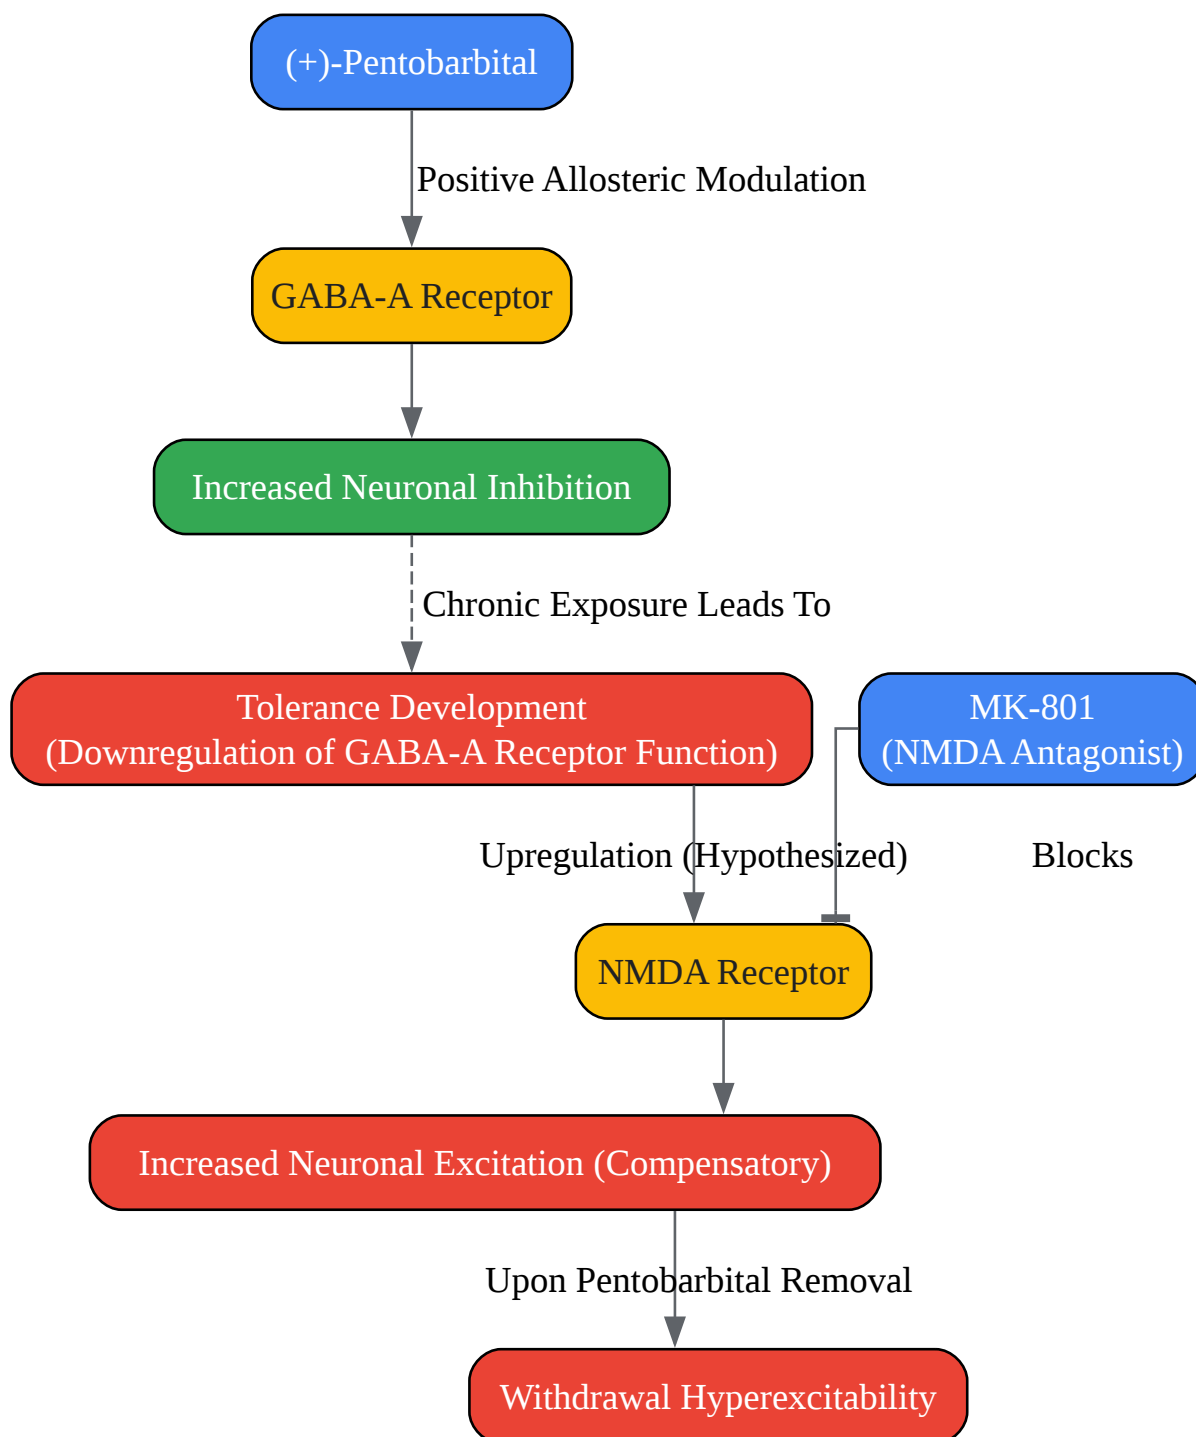 (+)-Pentobarbital
Positive Allosteric Modulation
GABA-A Receptor
Increased Neuronal Inhibition
Chronic Exposure Leads To
Tolerance Development
(Downregulation of GABA-A Receptor Function)
MK-801
(NMDA Antagonist)
Upregulation (Hypothesized)
Blocks
NMDA Receptor
Increased Neuronal Excitation (Compensatory)
Upon Pentobarbital Removal
Withdrawal Hyperexcitability